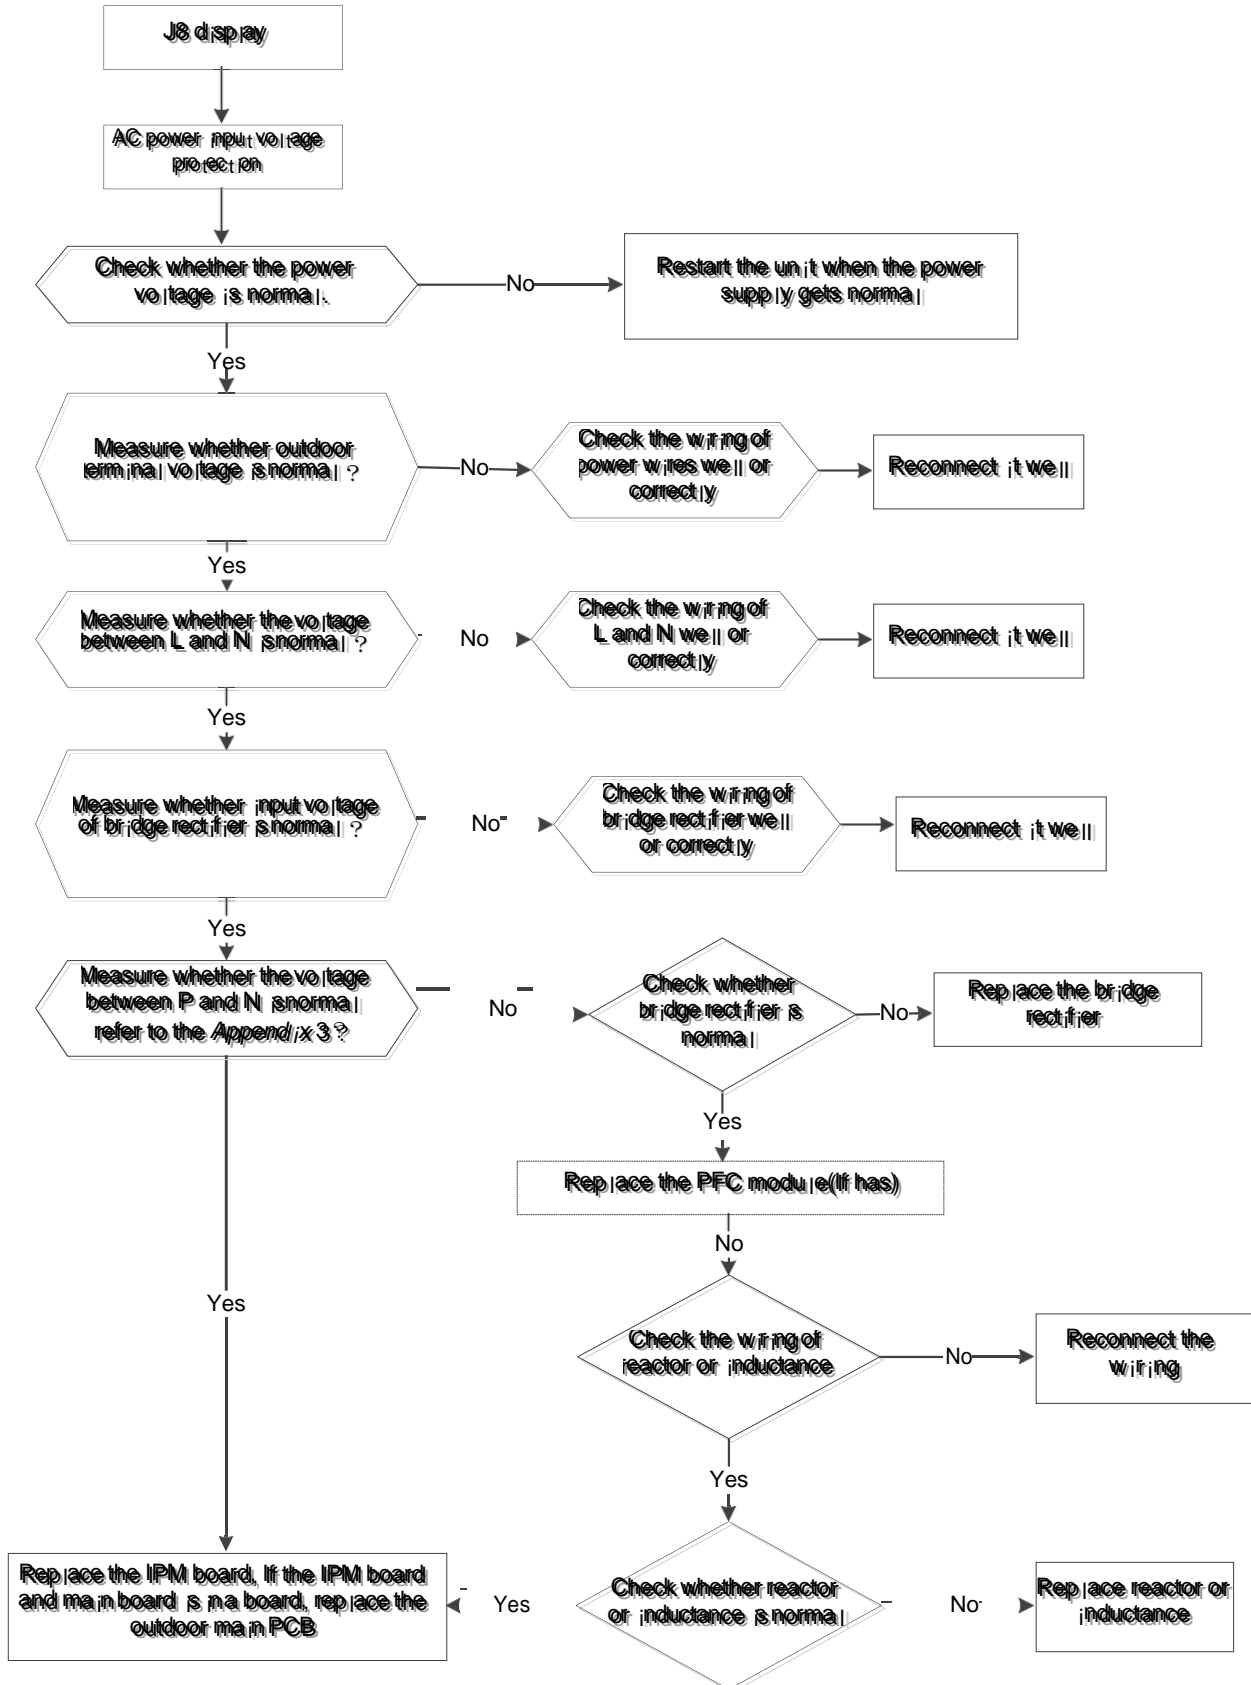 J8 display
AC power input voltage
protection
Check whether the power
voltage is normal.
No
Restart the unit when the power
supply gets normal
Yes
Measure whether outdoor
terminal voltage is normal ?
No
Check the wiring of
power wires well or
correctly
Reconnect it well
Yes
Measure whether the voltage
between L and N is normal ?
No
Check the wiring of
L and N well or
correctly
Reconnect it well
Yes
Measure whether input voltage
of bridge rectifier is normal ?
No
Check the wiring of
bridge rectifier well
or correctly
Reconnect it well
Yes
Measure whether the voltage
between P and N is normal
refer to the Appendix 3 ?
No
Check whether
bridge rectifier is
normal
No
Replace the bridge
rectifier
Yes
Replace the PFC module(If has)
No
Yes
Check the wiring of
reactor or inductance
No
Reconnect the
wiring
Yes
Replace the IPM board, If the IPM board
and main board is in a board, replace the
outdoor main PCB
Yes
Check whether reactor
or inductance is normal
No
Replace reactor or
inductance